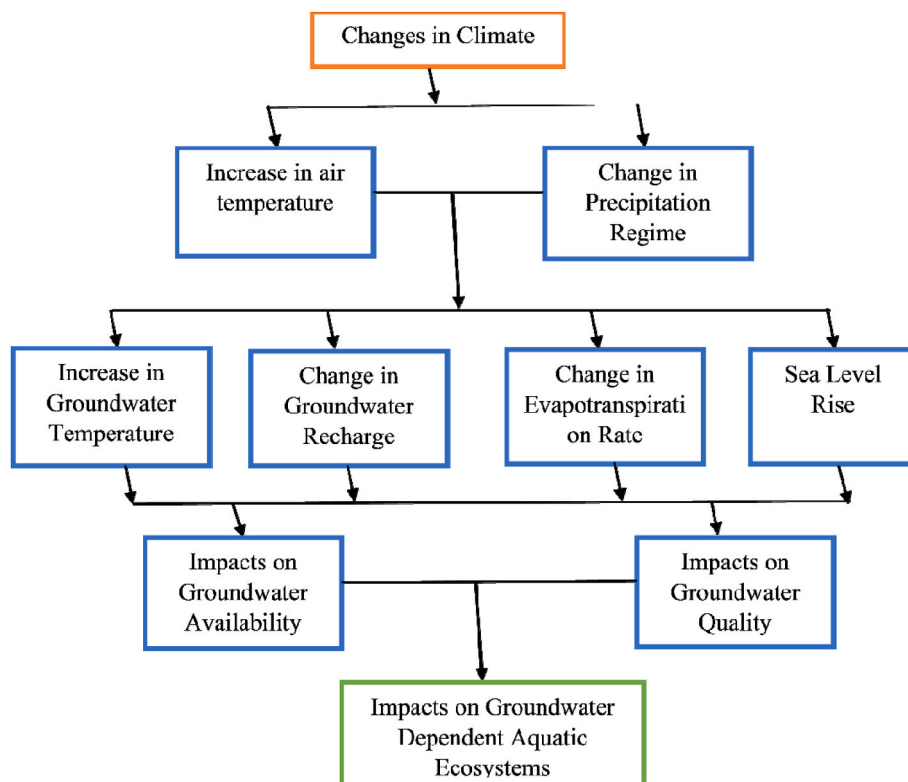 Changes in Climate
Increase in air
temperature
Change in
Precipitation
Regime
Increase in
Groundwater
Temperature
Change in
Groundwater
Recharge
Change in
Evapotranspirati
on Rate
Sea Level
Rise
Impacts on
Groundwater
Availability
Impacts on
Groundwater
Quality
Impacts on Groundwater
Dependent Aquatic
Ecosystems